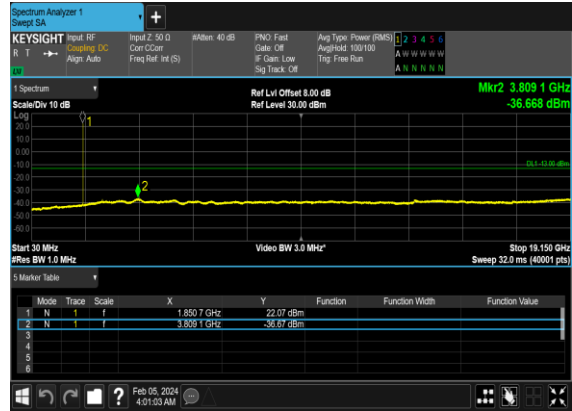 Spectrum Analyzer 1
Swept SA
+
KEYSIGHT
R T
Input: RF
Coupling: DC
Align: Auto
Input Z: 50 Ω
Corr CCorr
Freq Ref: Int (S)
#Atten: 40 dB
PNO: Fast
Gate: Off
IF Gain: Low
Sig Track: Off
Avg Type: Power (RMS)
Avg|Hold: 100/100
Trig: Free Run
1 2 3 4 5 6
A W W W W W
A N N N N N
1 Spectrum
Scale/Div 10 dB
Ref Lvl Offset 8.00 dB
Ref Level 30.00 dBm
Mkr2 3.809 1 GHz
-36.668 dBm
Log
20.0
10.0
0.00
-10.0
-20.0
-30.0
-40.0
-50.0
-60.0
1
2
DL1 -13.00 dBm
Start 30 MHz
#Res BW 1.0 MHz
Video BW 3.0 MHz*
Stop 19.150 GHz
Sweep 32.0 ms (40001 pts)
5 Marker Table
Mode Trace Scale X Y Function Function Width Function Value
1 N 1 f 1.850 7 GHz 22.07 dBm
2 N 1 f 3.809 1 GHz -36.67 dBm
3
4
5
6
?
Feb 05, 2024
4:01:03 AM